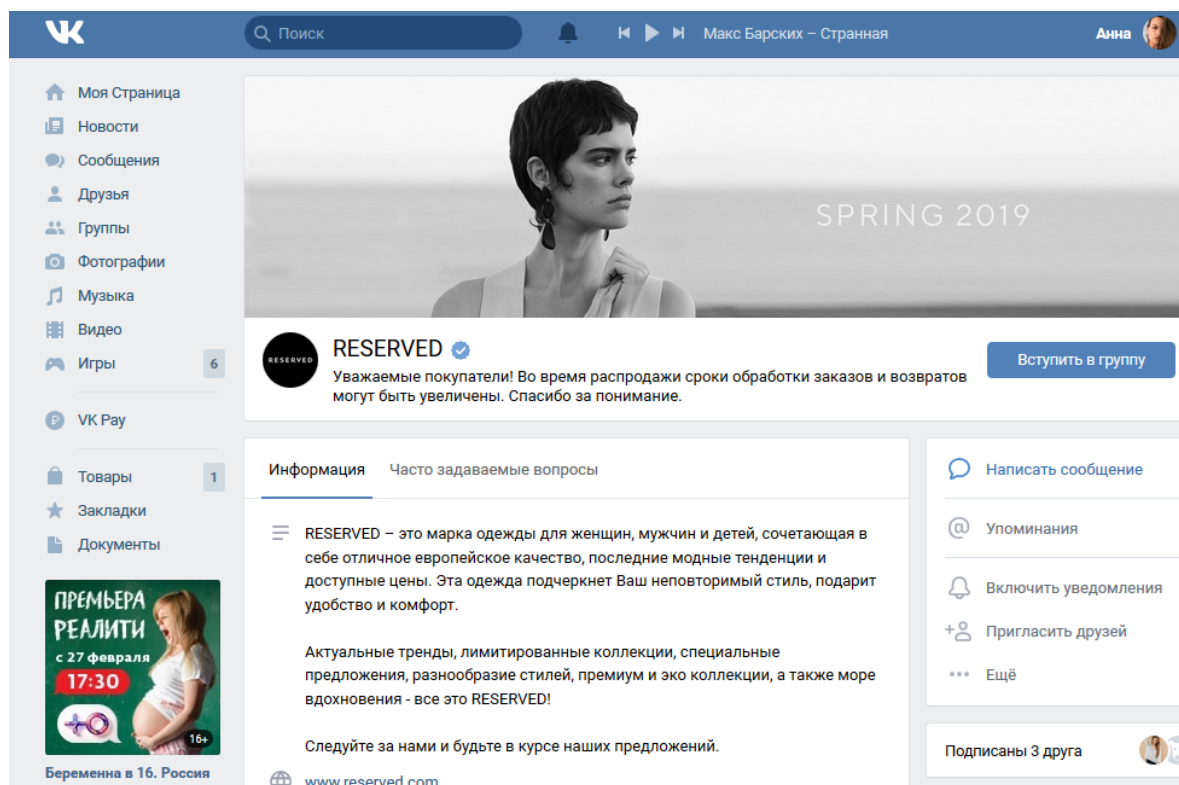 Поиск
Макс Барских – Странная
Анна
Моя Страница
Новости
Сообщения
Друзья
Группы
Фотографии
Музыка
Видео
Игры
6
VK Pay
Товары
1
Закладки
Документы
ПРЕМЬЕРА
РЕАЛИТИ
с 27 февраля
17:30
Ю
16+
Беременна в 16. Россия
SPRING 2019
RESERVED
RESERVED
Уважаемые покупатели! Во время распродажи сроки обработки заказов и возвратов
могут быть увеличены. Спасибо за понимание.
Вступить в группу
Информация Часто задаваемые вопросы
RESERVED – это марка одежды для женщин, мужчин и детей, сочетающая в
себе отличное европейское качество, последние модные тенденции и
доступные цены. Эта одежда подчеркнет Ваш неповторимый стиль, подарит
удобство и комфорт.
Актуальные тренды, лимитированные коллекции, специальные
предложения, разнообразие стилей, премиум и эко коллекции, а также море
вдохновения - все это RESERVED!
Следуйте за нами и будьте в курсе наших предложений.
www.reserved.com
Написать сообщение
Упоминания
Включить уведомления
Пригласить друзей
Ещё
Подписаны 3 друга